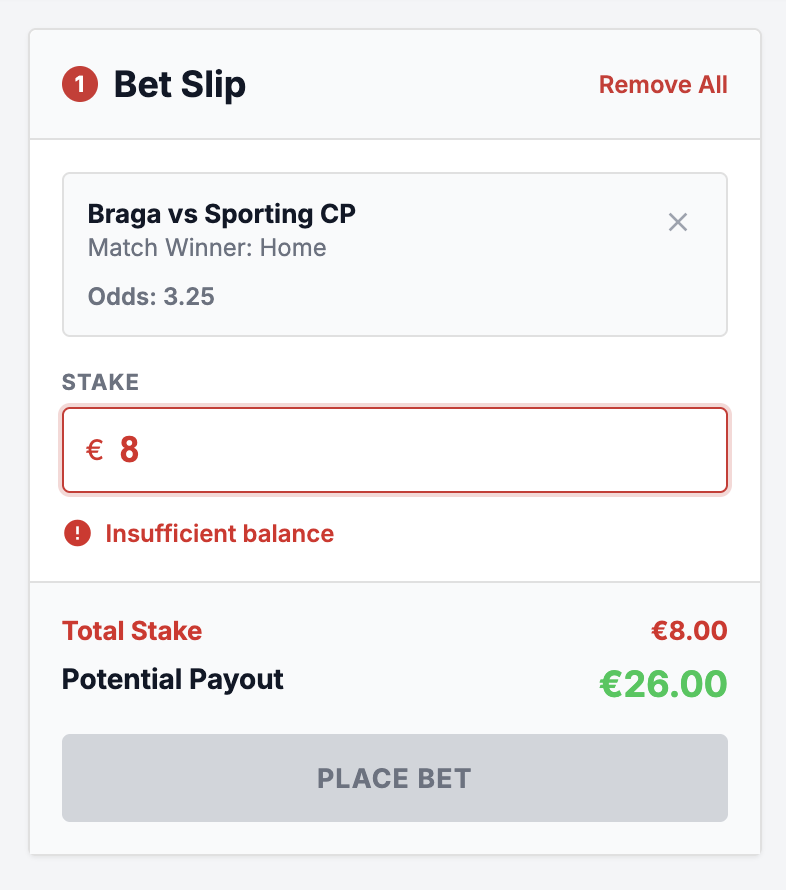 1 Bet Slip Remove All
Braga vs Sporting CP
Match Winner: Home
Odds: 3.25
STAKE
€ 8
! Insufficient balance
Total Stake €8.00
Potential Payout €26.00
PLACE BET